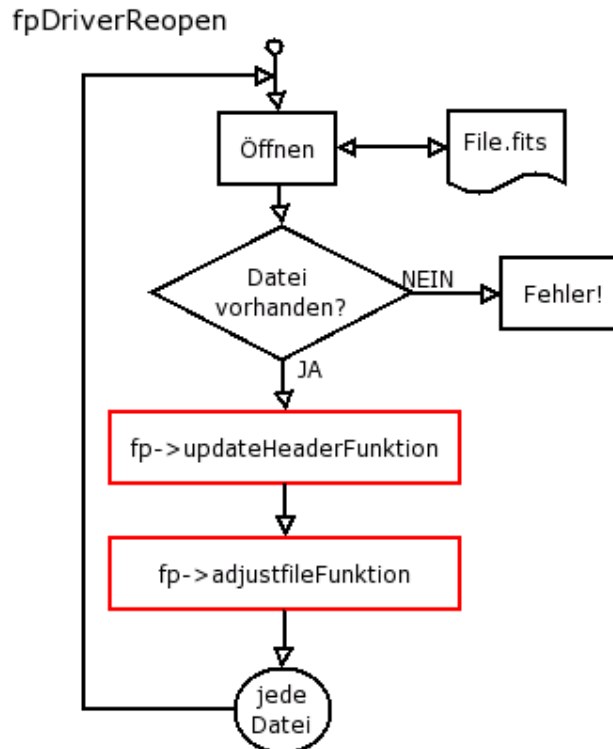 fpDriverReopen
Öffnen
File.fits
Datei
vorhanden?
NEIN
Fehler!
JA
fp->updateHeaderFunktion
fp->adjustfileFunktion
jede
Datei